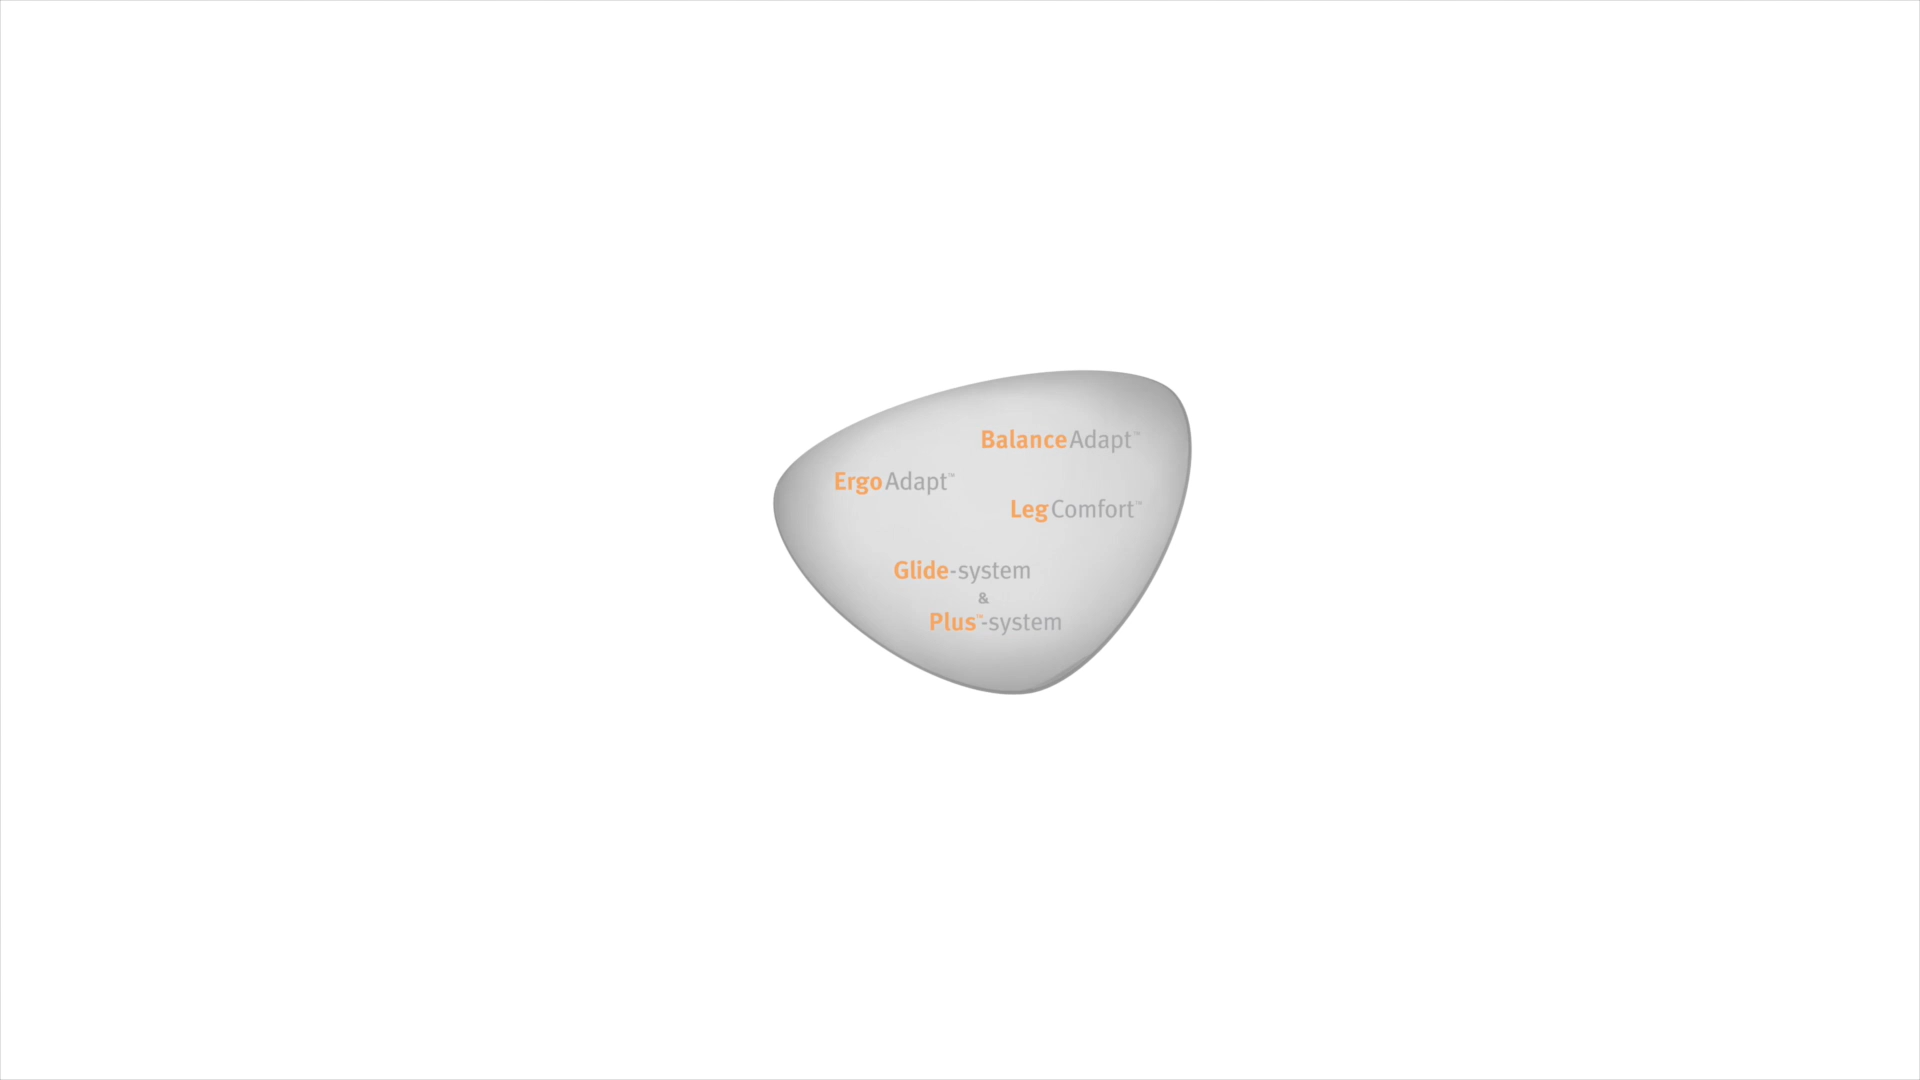 BalanceAdapt™
ErgoAdapt™
LegComfort™
Glide-system
&
Plus™-system